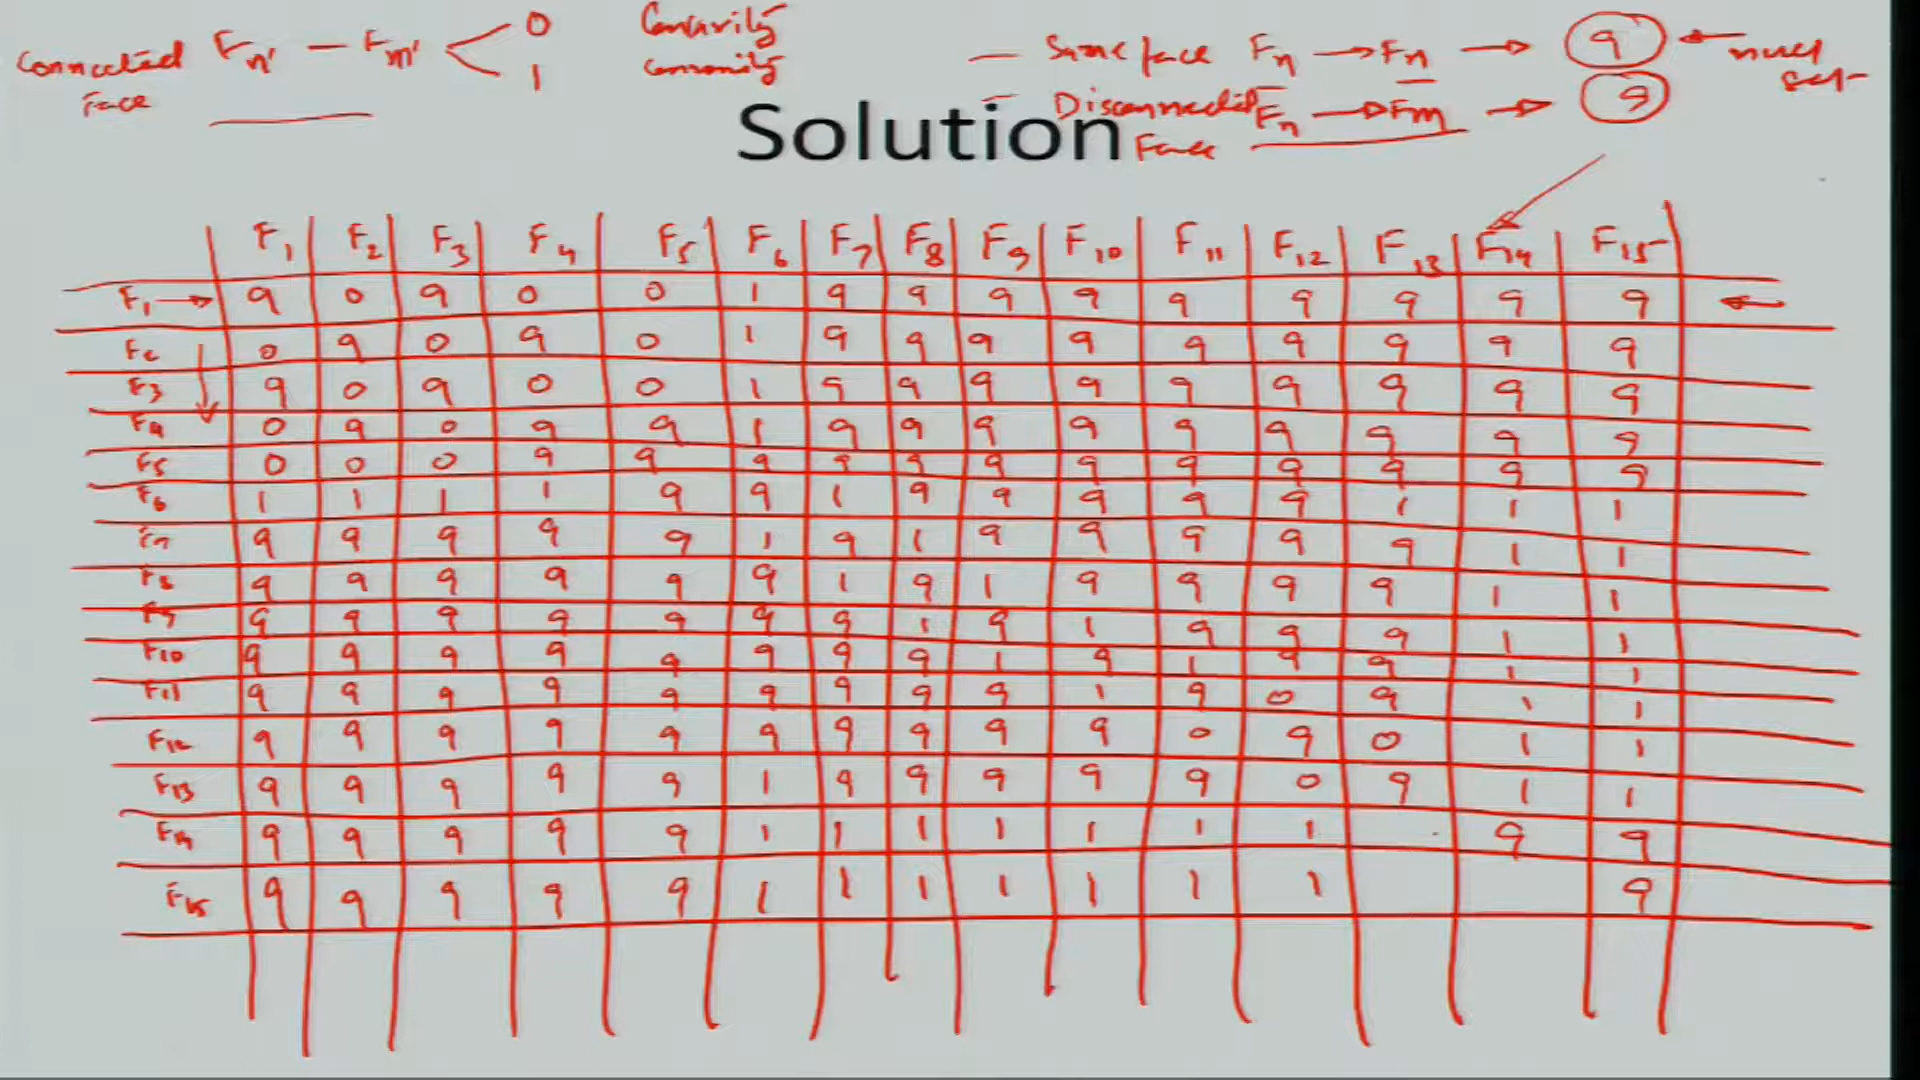 Connected Fn' — Fm' < 0
1
Face
— Same face Fn → Fn → 9 ← null set
— Disconnected Fn → Fm → 9
Face
Solution
F1 F2 F3 F4 F5 F6 F7 F8 F9 F10 F11 F12 F13 F14 F15
F1 → 9 0 9 0 0 1 9 9 9 9 9 9 9 9 9 ←
F2 0 9 0 9 0 1 9 9 9 9 9 9 9 9 9
F3 9 0 9 0 0 1 9 9 9 9 9 9 9 9 9
F4 0 9 0 9 9 1 9 9 9 9 9 9 9 9 9
F5 0 0 0 9 9 9 9 9 9 9 9 9 9 9 9
F6 1 1 1 1 9 9 1 9 9 9 9 9 1 1 1
F7 9 9 9 9 9 1 9 1 9 9 9 9 9 1 1
F8 9 9 9 9 9 9 1 9 1 9 9 9 9 1 1
F9 9 9 9 9 9 9 9 1 9 1 9 9 9 1 1
F10 9 9 9 9 9 9 9 9 1 9 1 9 9 1 1
F11 9 9 9 9 9 9 9 9 9 1 9 0 9 1 1
F12 9 9 9 9 9 9 9 9 9 9 0 9 0 1 1
F13 9 9 9 9 9 1 9 9 9 9 9 0 9 1 1
F14 9 9 9 9 9 1 1 1 1 1 1 1 9 9
F15 9 9 9 9 9 1 1 1 1 1 1 1 9